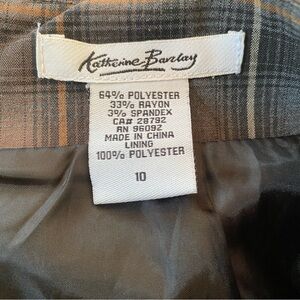 Katherine Barclay
64% POLYESTER
33% RAYON
3% SPANDEX
CA# 28792
RN 96092
MADE IN CHINA
LINING
100% POLYESTER
10